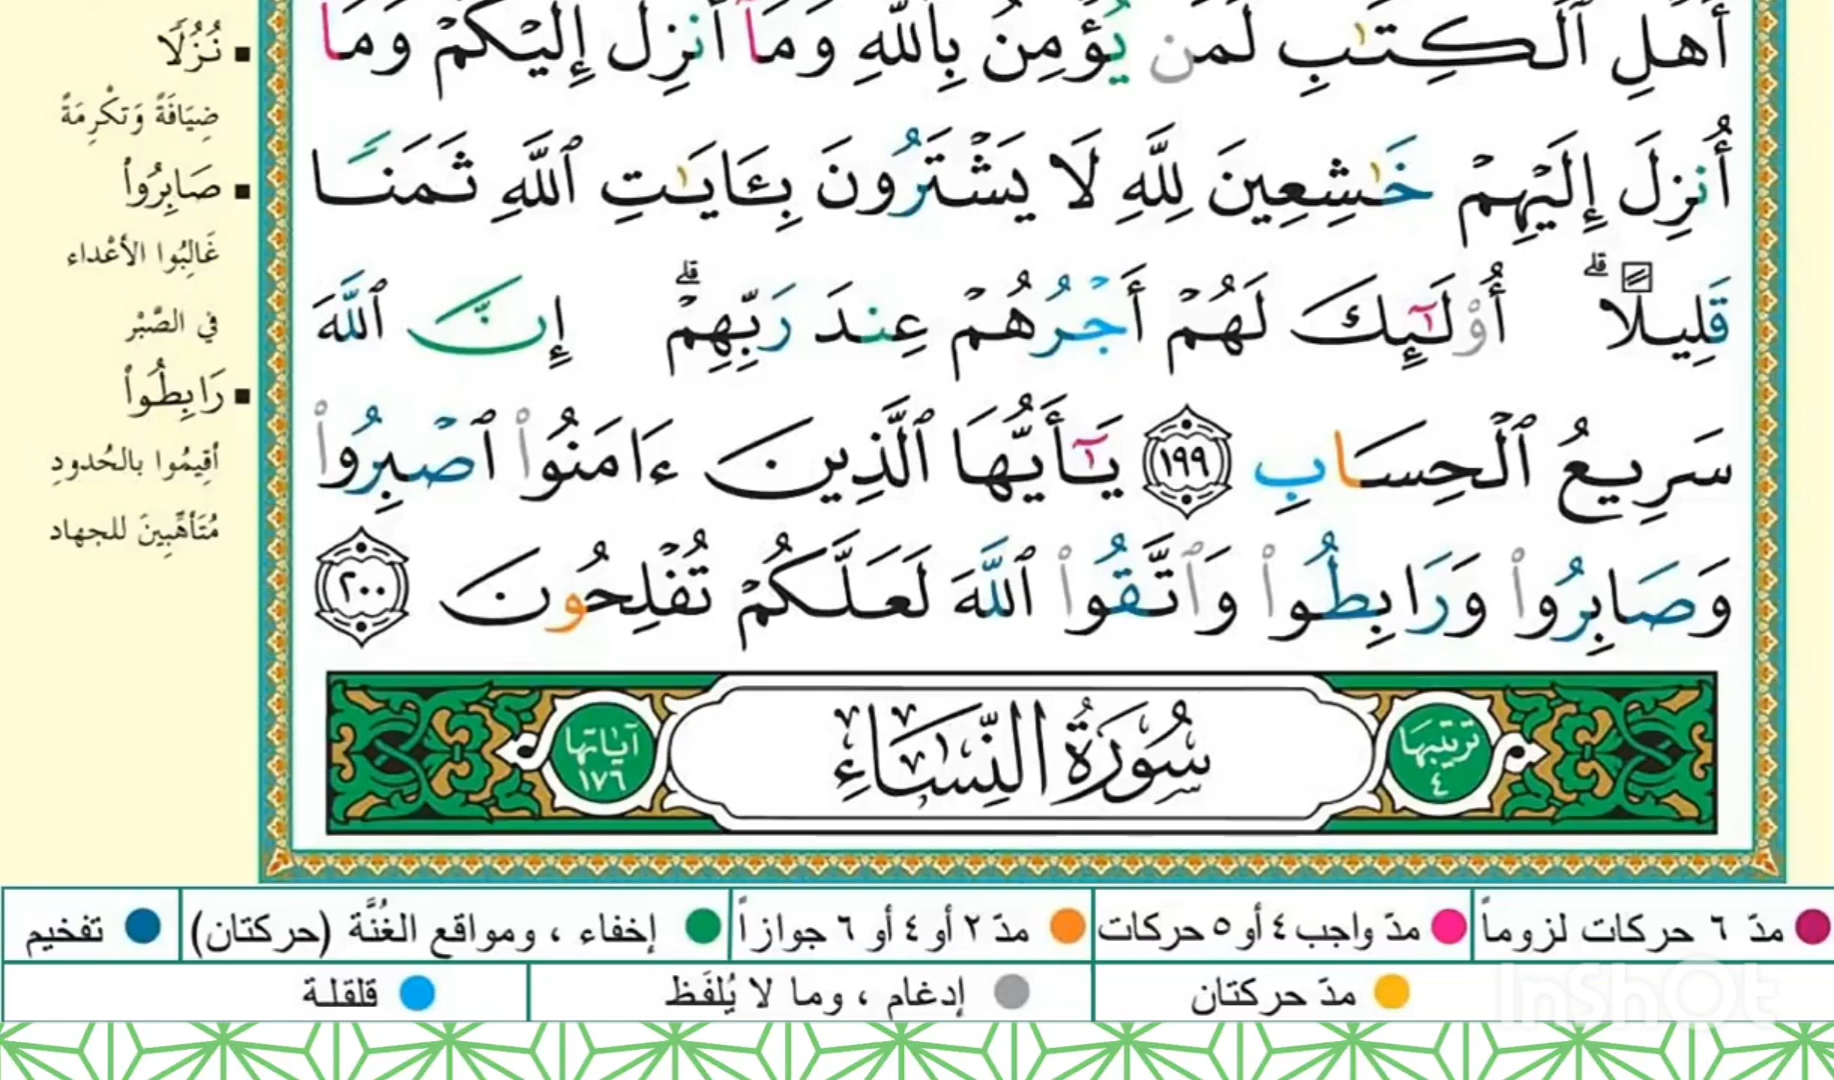 أَهْلِ ٱلْكِتَٰبِ لَمَن يُؤْمِنُ بِٱللَّهِ وَمَآ أُنزِلَ إِلَيْكُمْ وَمَآ
أُنزِلَ إِلَيْهِمْ خَٰشِعِينَ لِلَّهِ لَا يَشْتَرُونَ بِـَٔايَٰتِ ٱللَّهِ ثَمَنًا
قَلِيلًا ۗ أُو۟لَٰٓئِكَ لَهُمْ أَجْرُهُمْ عِندَ رَبِّهِمْ ۗ إِنَّ ٱللَّهَ
سَرِيعُ ٱلْحِسَابِ ١٩٩ يَٰٓأَيُّهَا ٱلَّذِينَ ءَامَنُوا۟ ٱصْبِرُوا۟
وَصَابِرُوا۟ وَرَابِطُوا۟ وَٱتَّقُوا۟ ٱللَّهَ لَعَلَّكُمْ تُفْلِحُونَ ٢٠٠
ترتيبها ٤ سُورَةُ النِّسَاءِ آياتها ١٧٦
نُزُلًا
ضِيَافَةً وَتَكْرِمَةً
صَابِرُوا۟
غَالِبُوا الأعْداء
في الصَّبْر
رَابِطُوا۟
أَقِيمُوا بالحُدودِ
مُتَأهِّبِينَ للجهاد
مدّ ٦ حركات لزوماً مدّ واجب ٤ أو ٥ حركات مدّ ٢ أو ٤ أو ٦ جوازاً إخفاء ، ومواقع الغُنَّة (حركتان) تفخيم
مدّ حركتان إدغام ، وما لا يُلفَظ قلقلة
InShOt